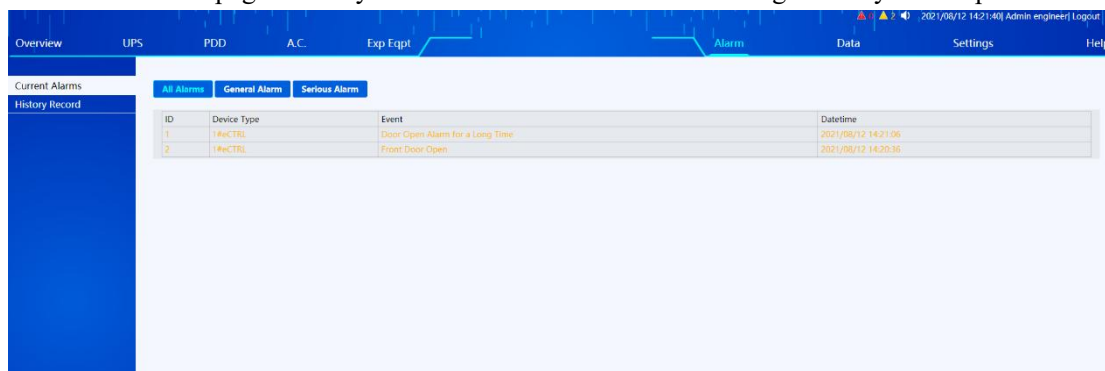 0 2 2021/08/12 14:21:40| Admin engineer| Logout
Overview UPS PDD A.C. Exp Eqpt Alarm Data Settings Help
Current Alarms
History Record
All Alarms General Alarm Serious Alarm
ID Device Type Event Datetime
1 1#eCTRL Door Open Alarm for a Long Time 2021/08/12 14:21:06
2 1#eCTRL Front Door Open 2021/08/12 14:20:36